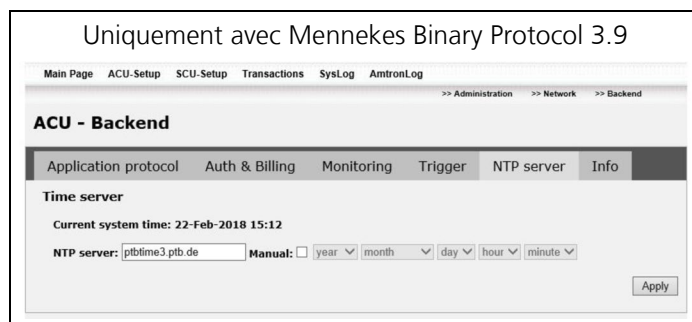 Uniquement avec Mennekes Binary Protocol 3.9
Main Page ACU-Setup SCU-Setup Transactions SysLog AmtronLog
>> Administration >> Network >> Backend
ACU - Backend
Application protocol Auth & Billing Monitoring Trigger NTP server Info
Time server
Current system time: 22-Feb-2018 15:12
NTP server: ptbtime3.ptb.de Manual: year month day hour minute
Apply